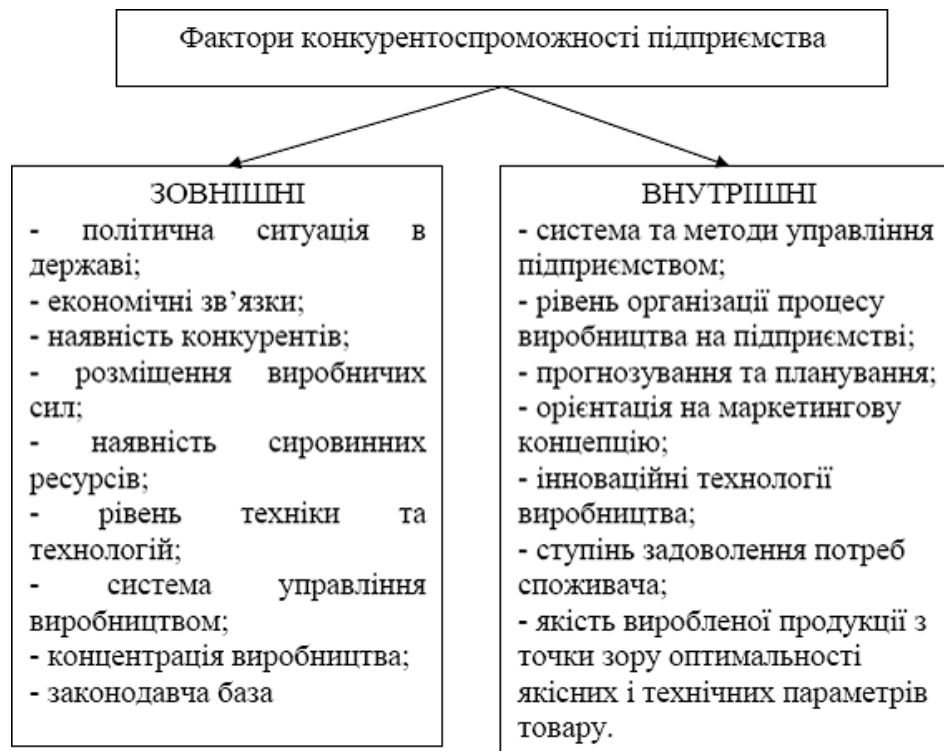 Фактори конкурентоспроможності підприємства
ЗОВНІШНІ
- політична ситуація в
державі;
- економічні зв’язки;
- наявність конкурентів;
- розміщення виробничих
сил;
- наявність сировинних
ресурсів;
- рівень техніки та
технологій;
- система управління
виробництвом;
- концентрація виробництва;
- законодавча база
ВНУТРІШНІ
- система та методи управління
підприємством;
- рівень організації процесу
виробництва на підприємстві;
- прогнозування та планування;
- орієнтація на маркетингову
концепцію;
- інноваційні технології
виробництва;
- ступінь задоволення потреб
споживача;
- якість виробленої продукції з
точки зору оптимальності
якісних і технічних параметрів
товару.